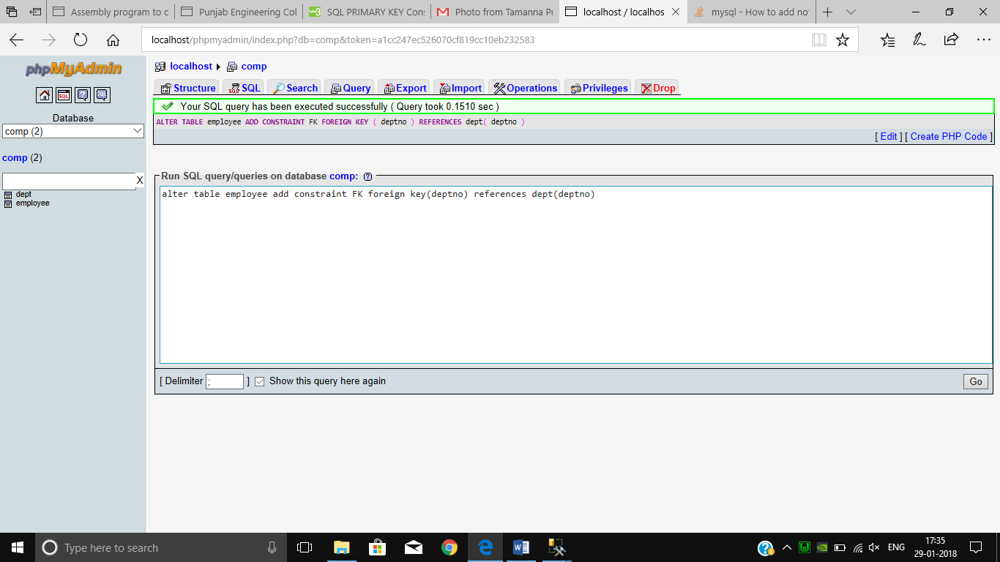 Assembly program to c
Punjab Engineering Col
w3
SQL PRIMARY KEY Cons
Photo from Tamanna Pu
localhost / localhos
mysql - How to add no
localhost/phpmyadmin/index.php?db=comp&token=a1cc247ec526070cf819cc10eb232583
phpMyAdmin
SQL
Database
comp (2)
comp (2)
X
dept
employee
localhost comp
Structure SQL Search Query Export Import Operations Privileges Drop
Your SQL query has been executed successfully ( Query took 0.1510 sec )
ALTER TABLE employee ADD CONSTRAINT FK FOREIGN KEY ( deptno ) REFERENCES dept( deptno )
[ Edit ] [ Create PHP Code ]
Run SQL query/queries on database comp:
alter table employee add constraint FK foreign key(deptno) references dept(deptno)
[ Delimiter ; ] Show this query here again
Go
Type here to search
ENG
17:35
29-01-2018